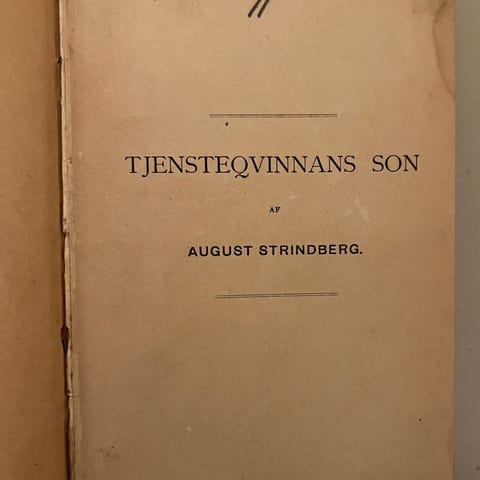 TJENSTEQVINNANS SON
AF
AUGUST STRINDBERG.